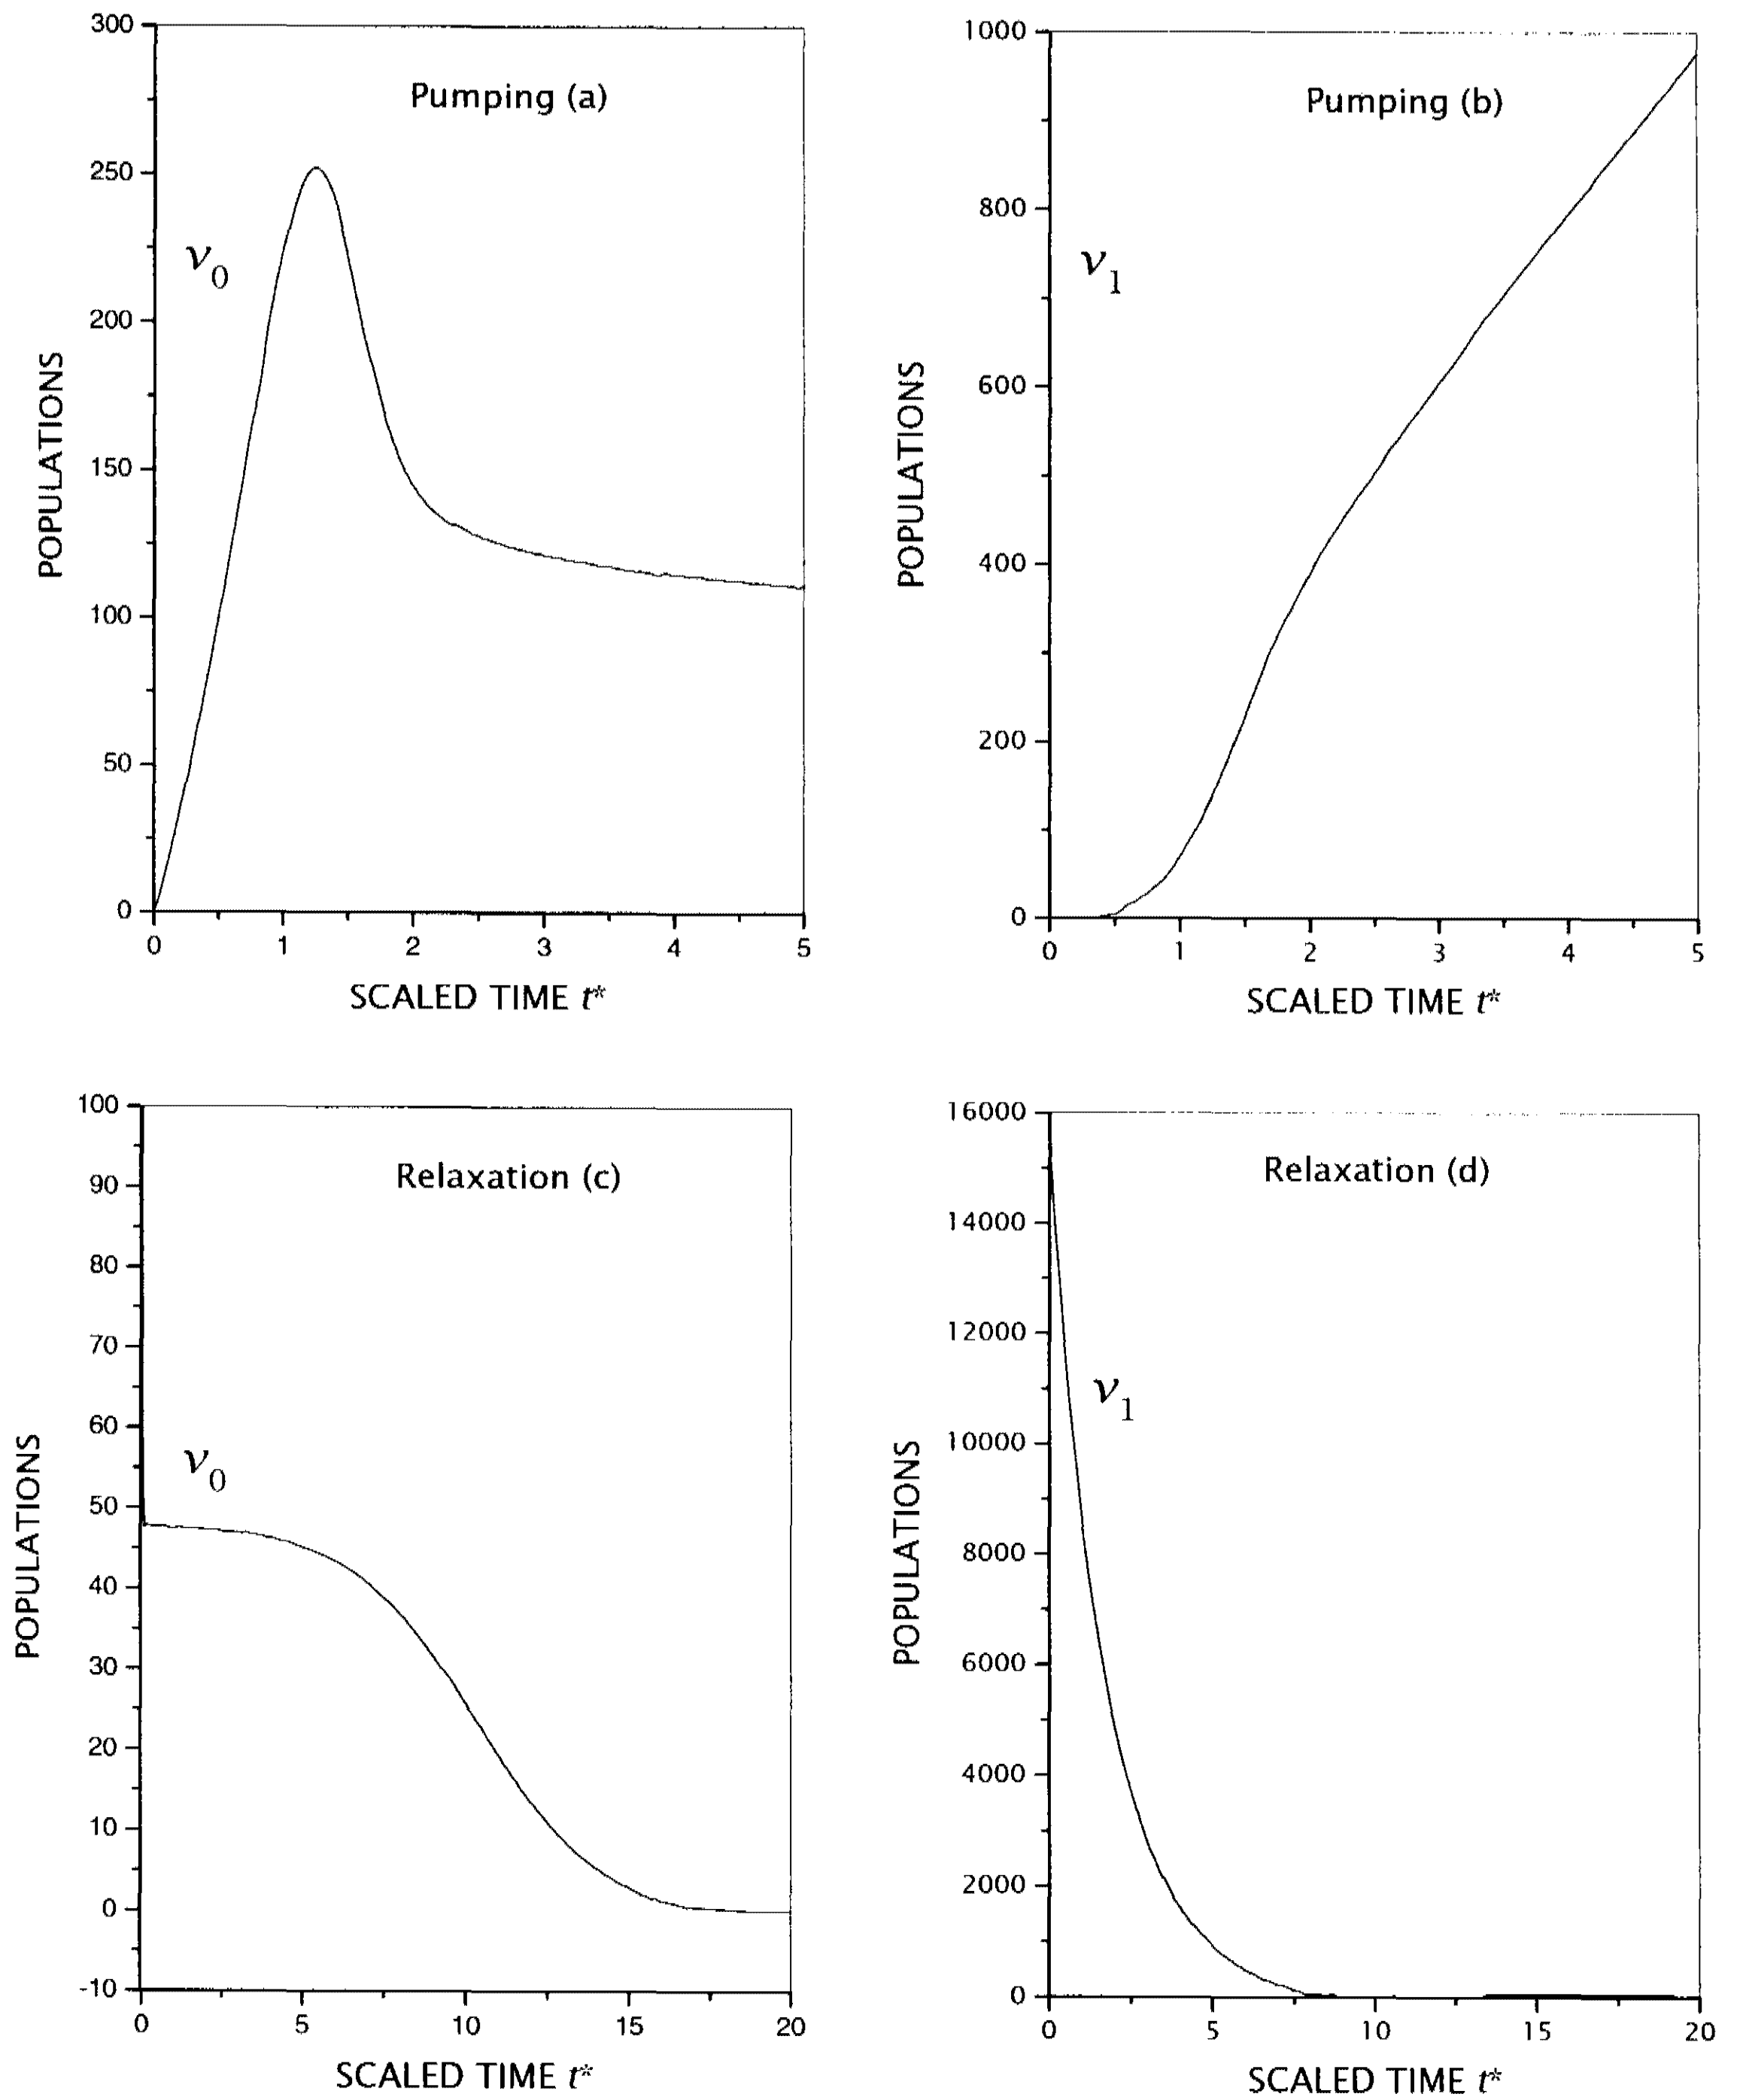 300
Pumping (a)
250
ν0
200
150
100
50
0
POPULATIONS
0 1 2 3 4 5
SCALED TIME t*
1000
Pumping (b)
800
ν1
600
400
200
0
POPULATIONS
0 1 2 3 4 5
SCALED TIME t*
100
Relaxation (c)
90
80
70
60
ν0
50
40
30
20
10
0
-10
POPULATIONS
0 5 10 15 20
SCALED TIME t*
16000
Relaxation (d)
14000
12000
ν1
10000
8000
6000
4000
2000
0
POPULATIONS
0 5 10 15 20
SCALED TIME t*